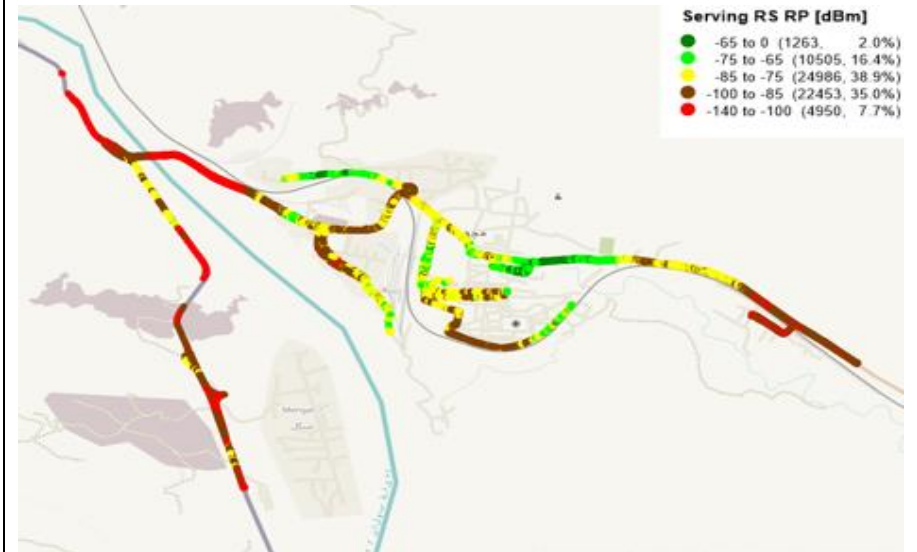 Serving RS RP [dBm]
-65 to 0 (1263, 2.0%)
-75 to -65 (10505, 16.4%)
-85 to -75 (24986, 38.9%)
-100 to -85 (22453, 35.0%)
-140 to -100 (4950, 7.7%)